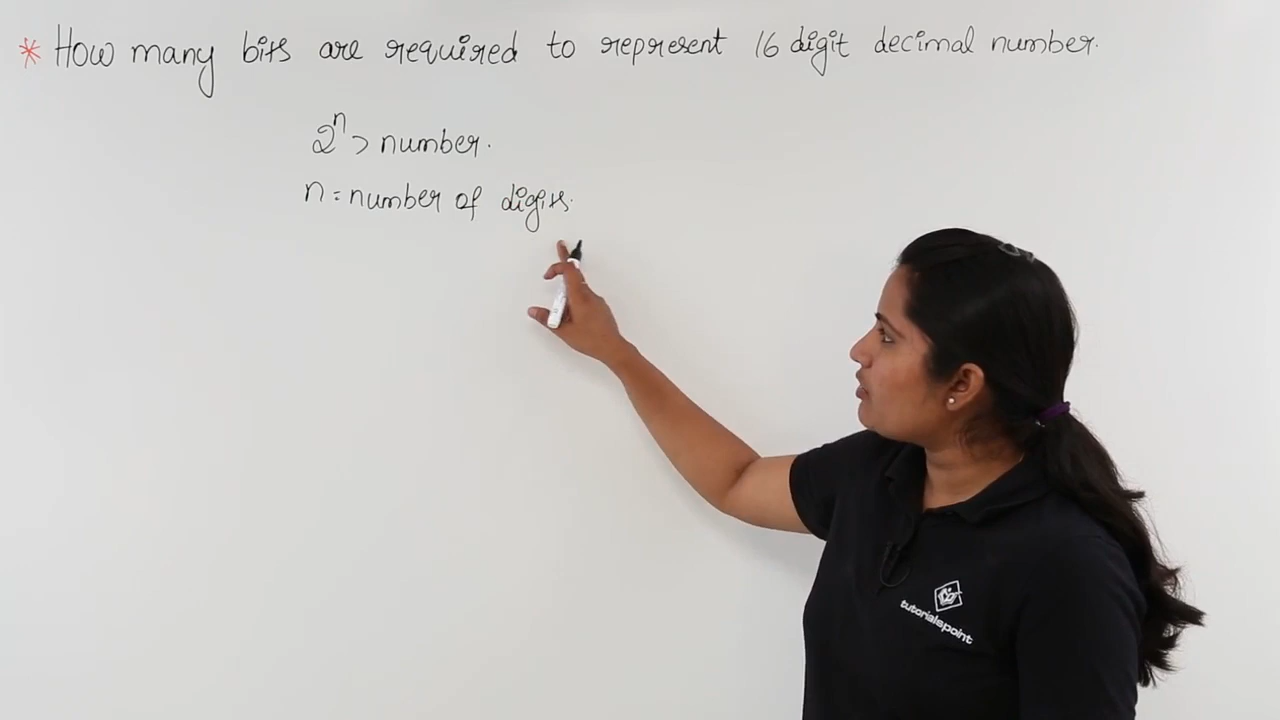 * How many bits are required to represent 16 digit decimal number.
2ⁿ > number.
n = number of digits.
tutorialspoint